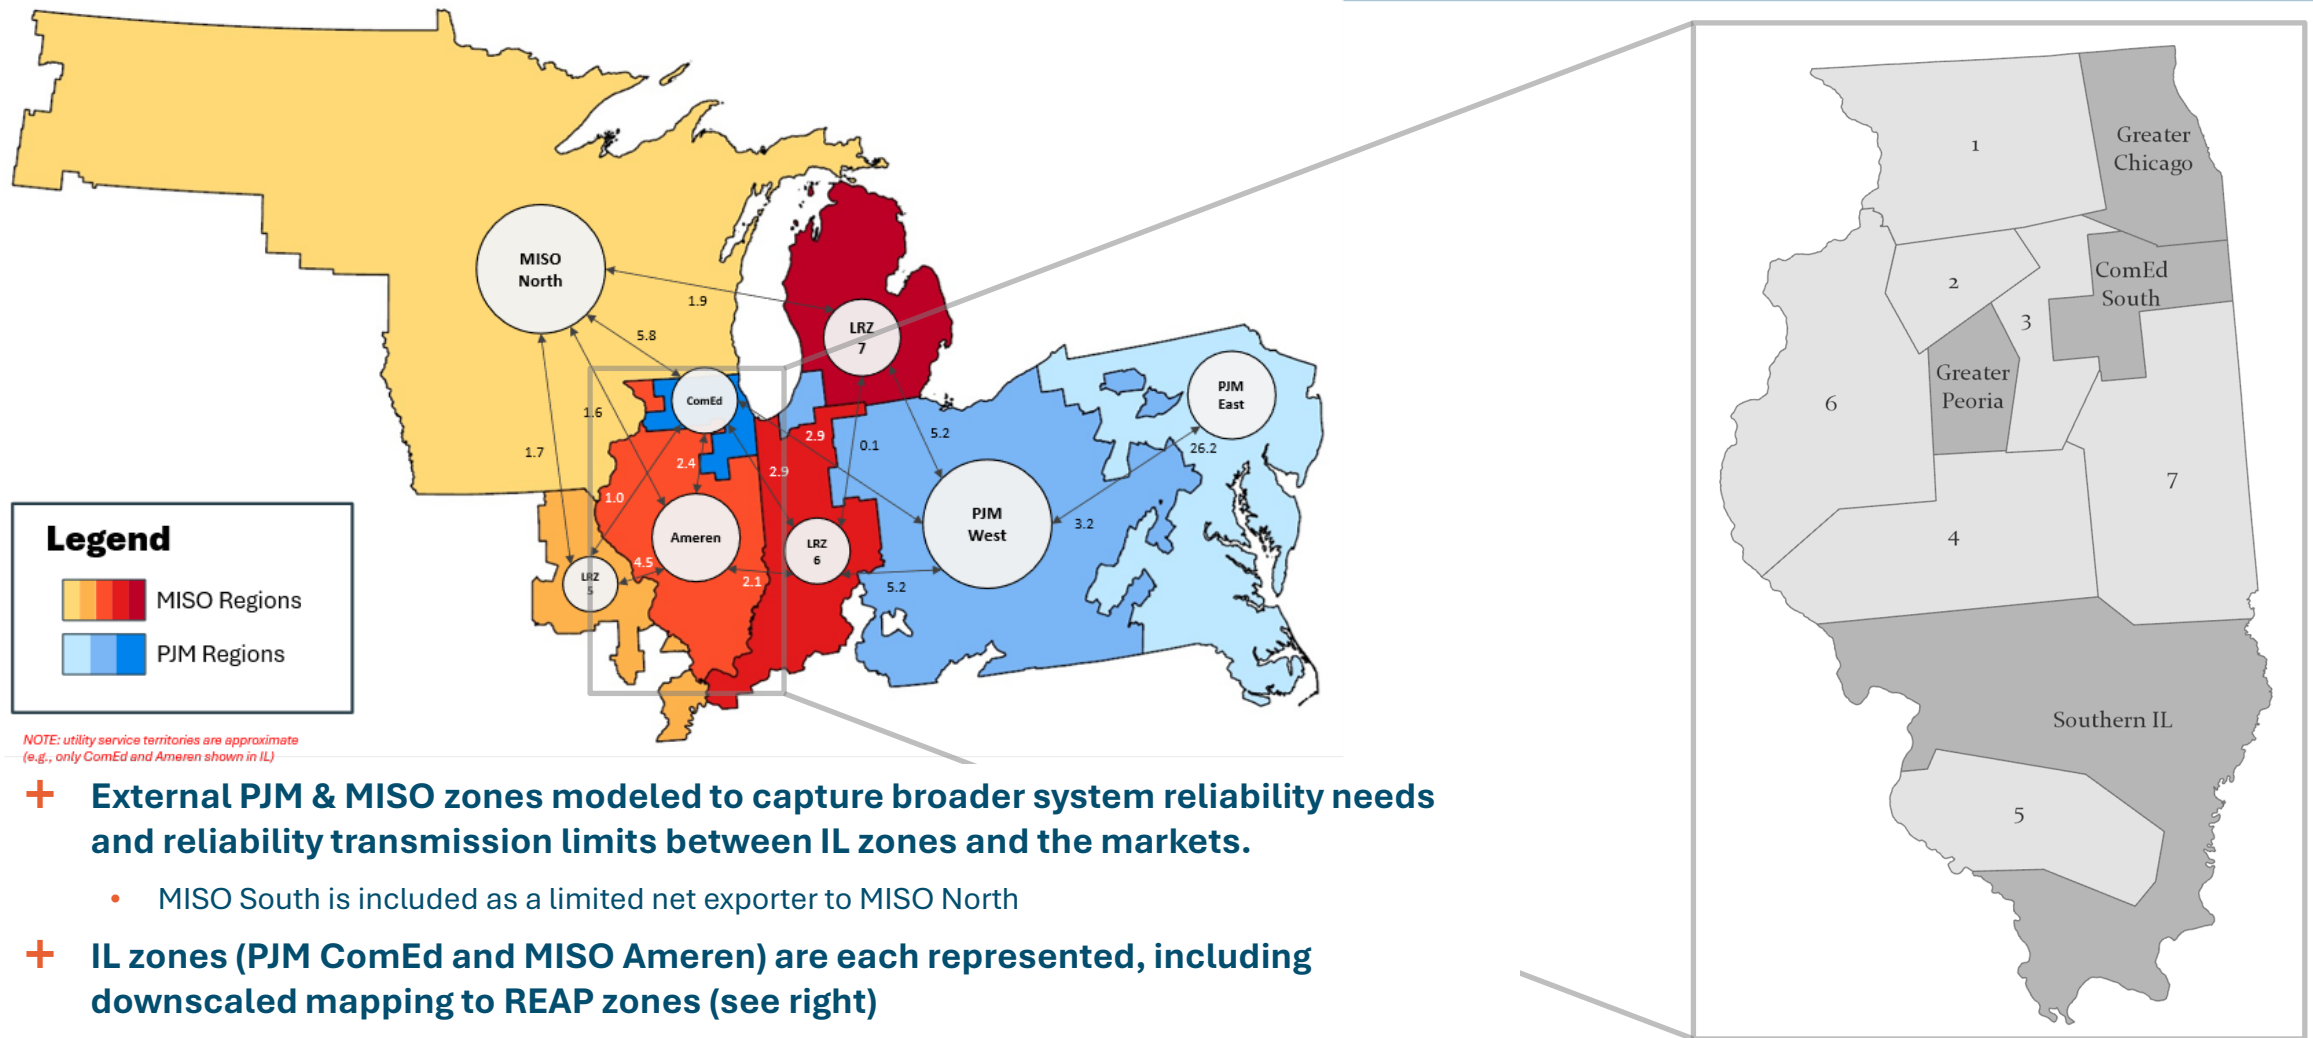 MISO
North
1.9
5.8
LRZ
7
ComEd
PJM
East
1.6
1.7
2.4
2.9
2.9
0.1
5.2
26.2
3.2
1.0
Ameren
LRZ
6
PJM
West
4.5
LRZ
5
2.1
5.2
Legend
MISO Regions
PJM Regions
NOTE: utility service territories are approximate
(e.g., only ComEd and Ameren shown in IL)
+ External PJM & MISO zones modeled to capture broader system reliability needs
and reliability transmission limits between IL zones and the markets.
• MISO South is included as a limited net exporter to MISO North
+ IL zones (PJM ComEd and MISO Ameren) are each represented, including
downscaled mapping to REAP zones (see right)
1
Greater
Chicago
2
ComEd
South
3
Greater
Peoria
6
7
4
Southern IL
5